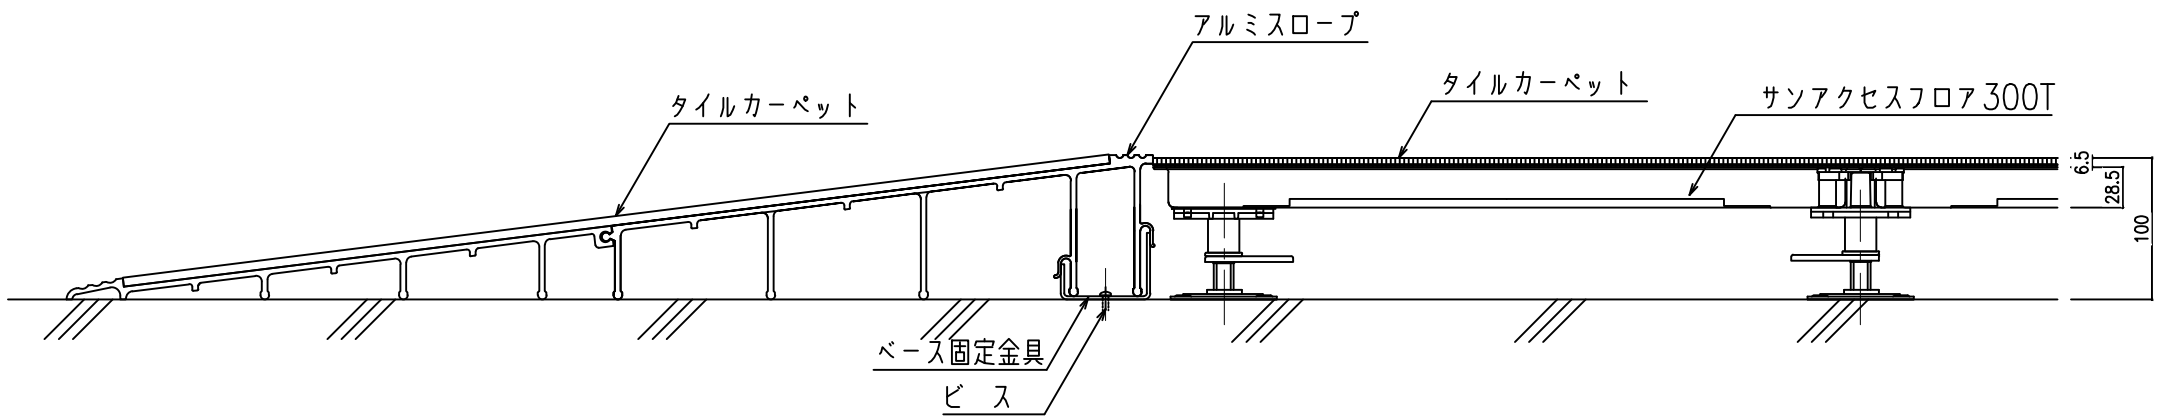 アルミスロープ
タイルカーペット
サンアクセスフロア300T
タイルカーペット
6.5
28.5
100
ベース固定金具
ビス